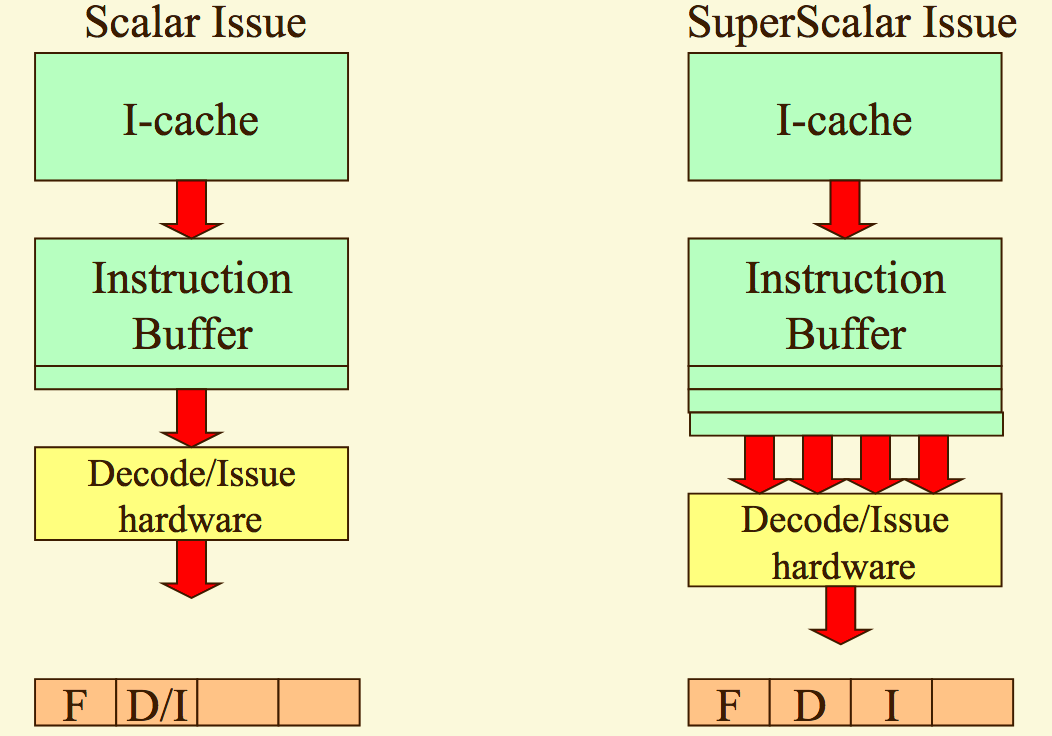 Scalar Issue
I-cache
Instruction
Buffer
Decode/Issue
hardware
F D/I
SuperScalar Issue
I-cache
Instruction
Buffer
Decode/Issue
hardware
F D I